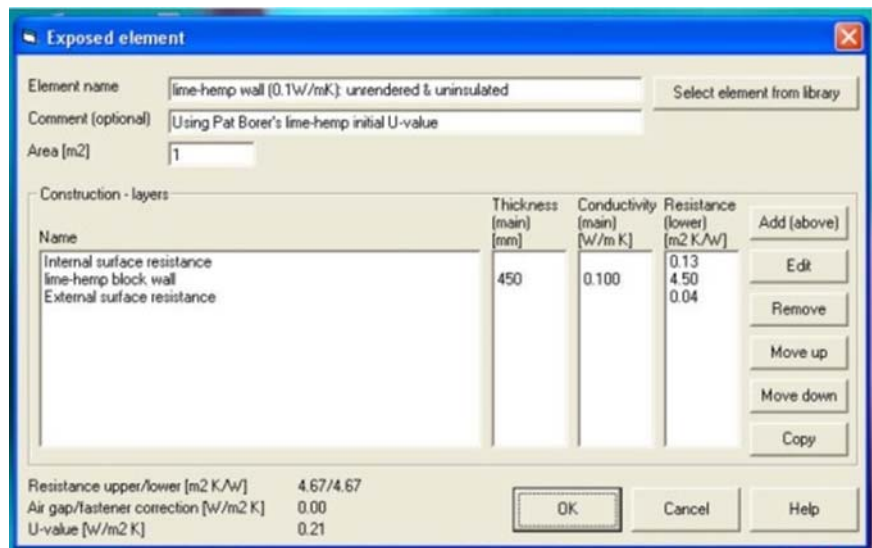 Exposed element
Element name
lime-hemp wall (0.1W/mK): unrendered & uninsulated
Select element from library
Comment (optional)
Using Pat Borer's lime-hemp initial U-value
Area [m2]
1
Construction - layers
Name
Thickness
(main)
[mm]
Conductivity
(main)
[W/m K]
Resistance
(lower)
[m2 K/W]
Internal surface resistance 0.13
lime-hemp block wall 450 0.100 4.50
External surface resistance 0.04
Add (above)
Edit
Remove
Move up
Move down
Copy
Resistance upper/lower [m2 K/W] 4.67/4.67
Air gap/fastener correction [W/m2 K] 0.00
U-value [W/m2 K] 0.21
OK
Cancel
Help